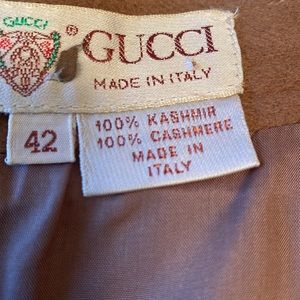 GUCCI
®
GUCCI
MADE IN ITALY
42
100% KASHMIR
100% CASHMERE
MADE IN
ITALY